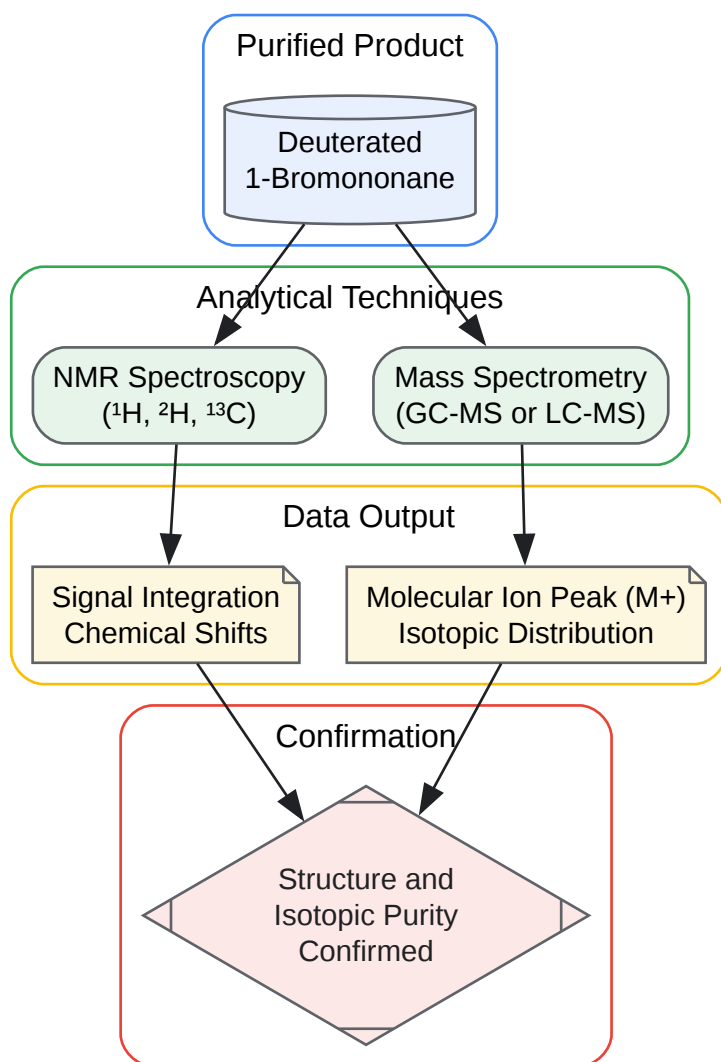 Purified Product
Deuterated
1-Bromononane
Analytical Techniques
NMR Spectroscopy
(¹H, ²H, ¹³C)
Mass Spectrometry
(GC-MS or LC-MS)
Data Output
Signal Integration
Chemical Shifts
Molecular Ion Peak (M+)
Isotopic Distribution
Confirmation
Structure and
Isotopic Purity
Confirmed